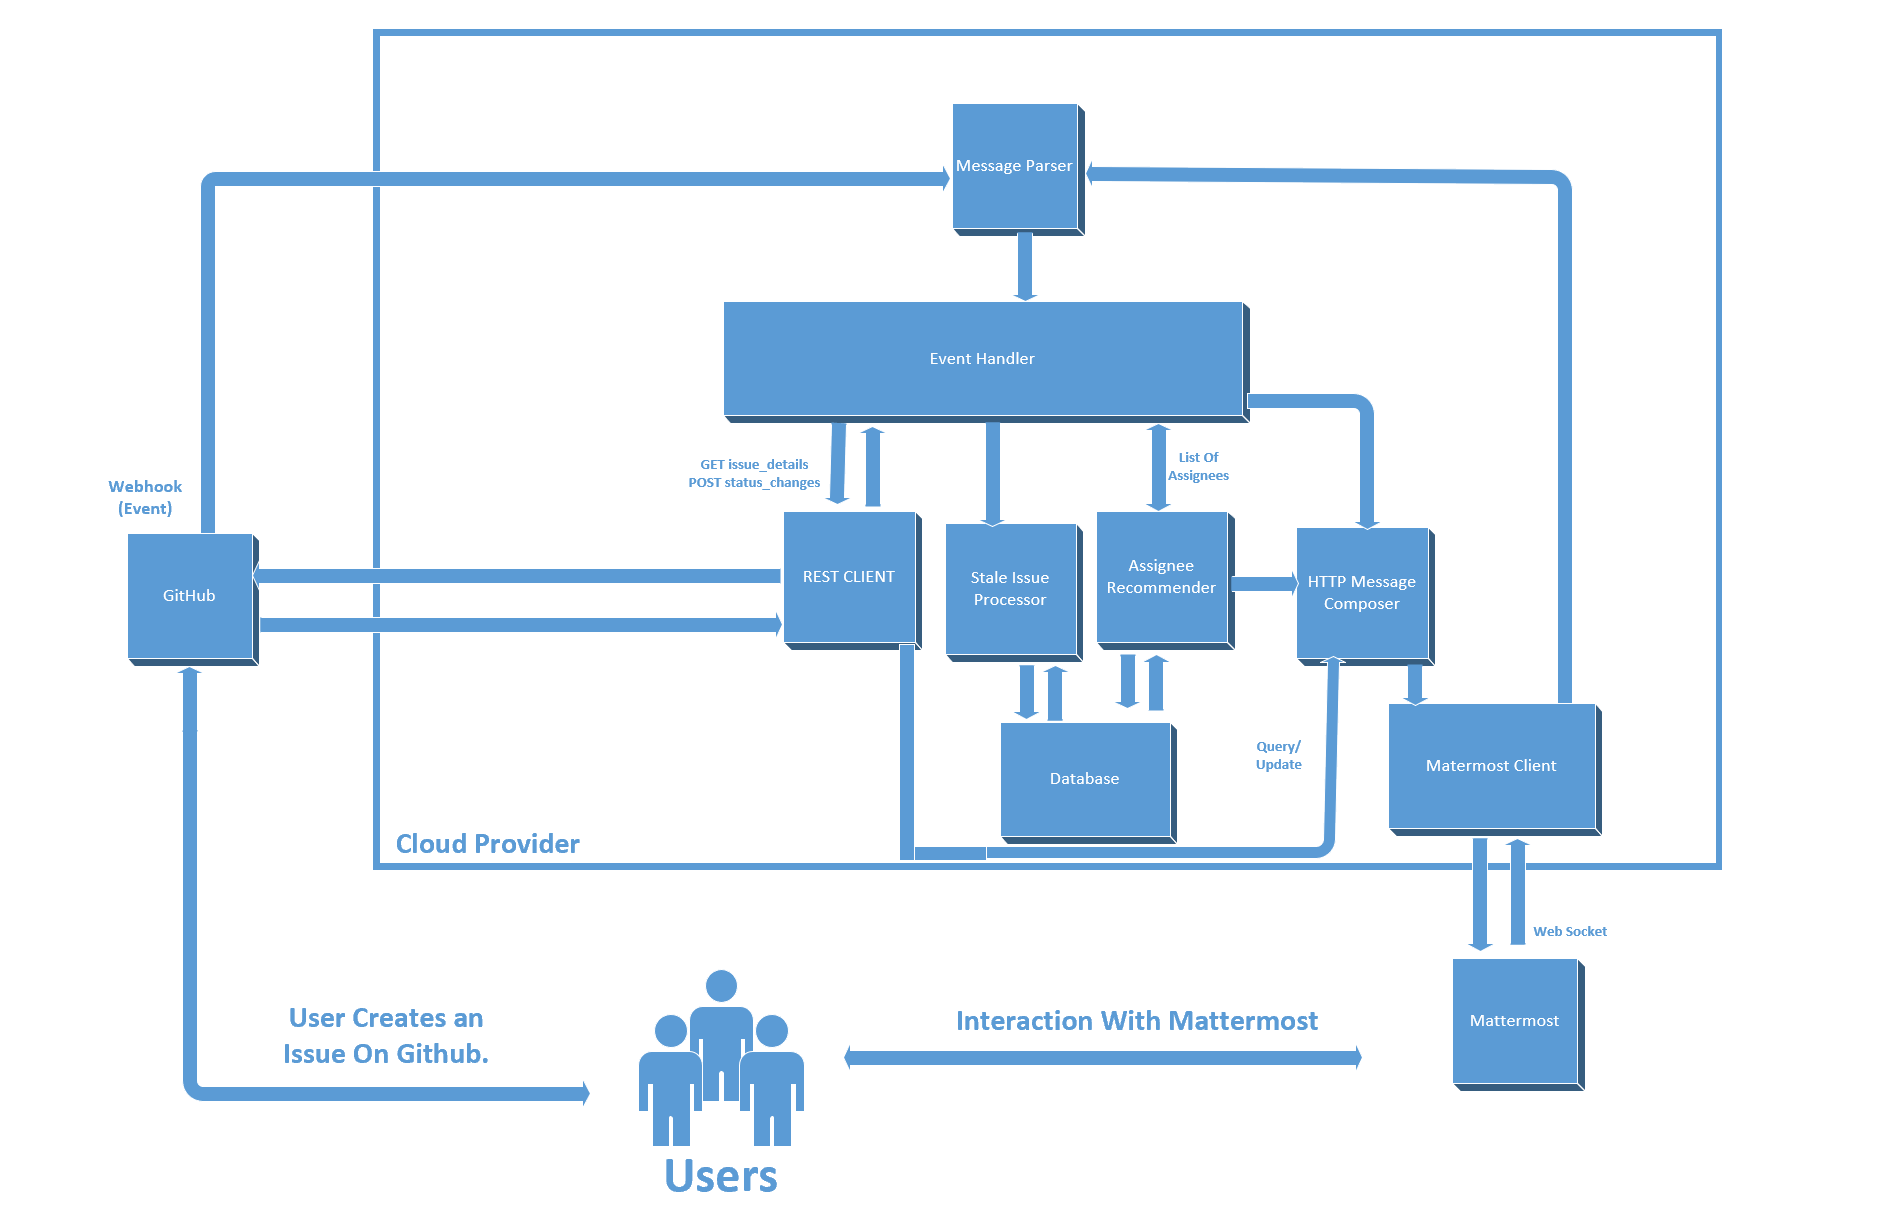 Message Parser
Event Handler
GET issue_details
POST status_changes
List Of
Assignees
Webhook
(Event)
GitHub
REST CLIENT
Stale Issue
Processor
Assignee
Recommender
HTTP Message
Composer
Query/
Update
Matermost Client
Database
Cloud Provider
Web Socket
User Creates an
Issue On Github.
Interaction With Mattermost
Mattermost
Users